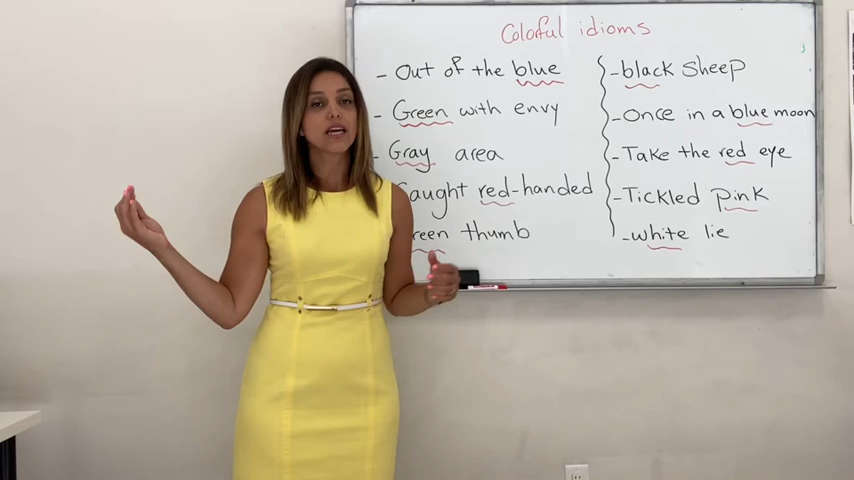 Colorful idioms
- Out of the blue
- Green with envy
- Gray area
Caught red-handed
thumb
- black sheep
- Once in a blue moon
- Take the red eye
- Tickled pink
- white lie